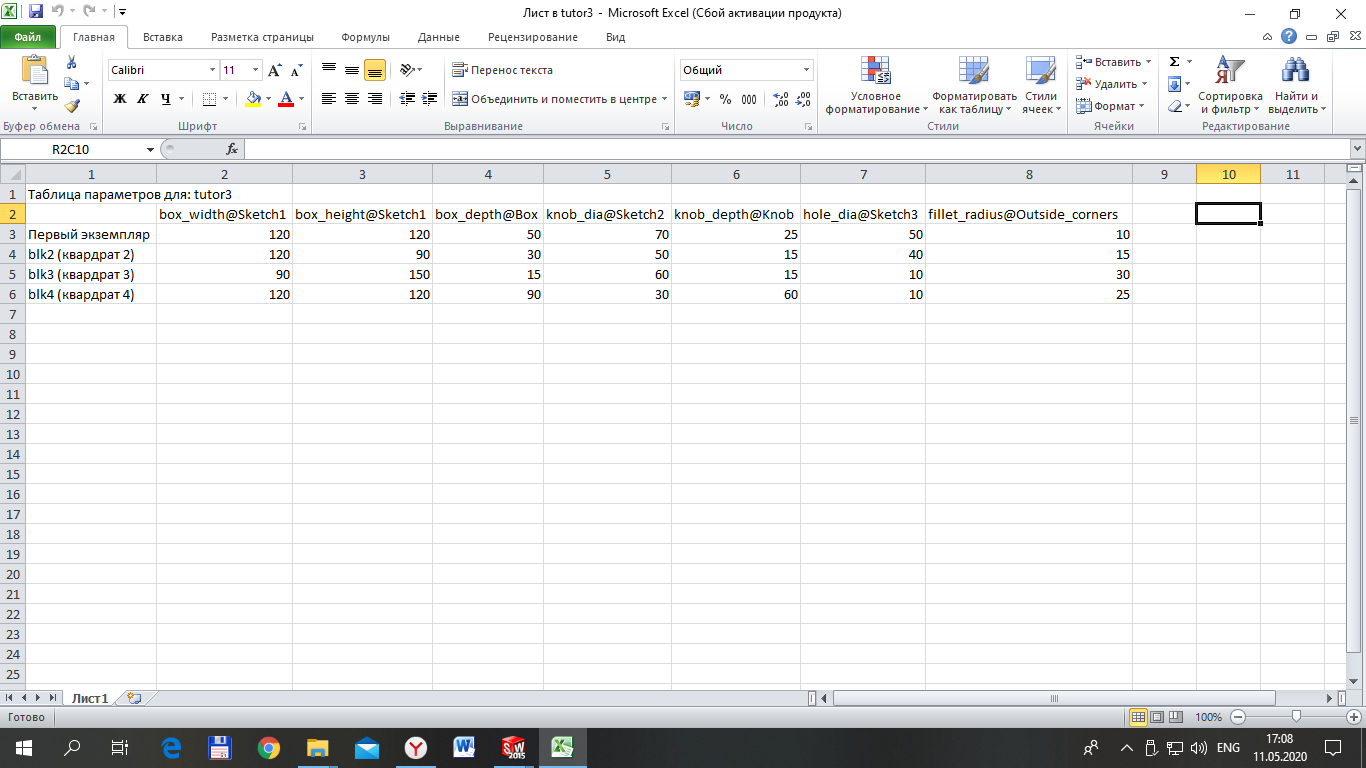 Лист в tutor3 - Microsoft Excel (Сбой активации продукта)
Файл Главная Вставка Разметка страницы Формулы Данные Рецензирование Вид
Вставить
Буфер обмена
Calibri 11
Ж К Ч
Шрифт
Перенос текста
Объединить и поместить в центре
Выравнивание
Общий
% 000 ,0 ,00 ,00 ,0
Число
Условное форматирование
Форматировать как таблицу
Стили ячеек
Стили
Вставить
Удалить
Формат
Ячейки
Σ
Сортировка и фильтр
Найти и выделить
Редактирование
R2C10 fx
1 2 3 4 5 6 7 8 9 10 11
1 Таблица параметров для: tutor3
2 box_width@Sketch1 box_height@Sketch1 box_depth@Box knob_dia@Sketch2 knob_depth@Knob hole_dia@Sketch3 fillet_radius@Outside_corners
3 Первый экземпляр 120 120 50 70 25 50 10
4 blk2 (квардрат 2) 120 90 30 50 15 40 15
5 blk3 (квардрат 3) 90 150 15 60 15 10 30
6 blk4 (квардрат 4) 120 120 90 30 60 10 25
7
8
9
10
11
12
13
14
15
16
17
18
19
20
21
22
23
24
25
Лист1
Готово 100%
SW 2015
ENG 17:08
11.05.2020